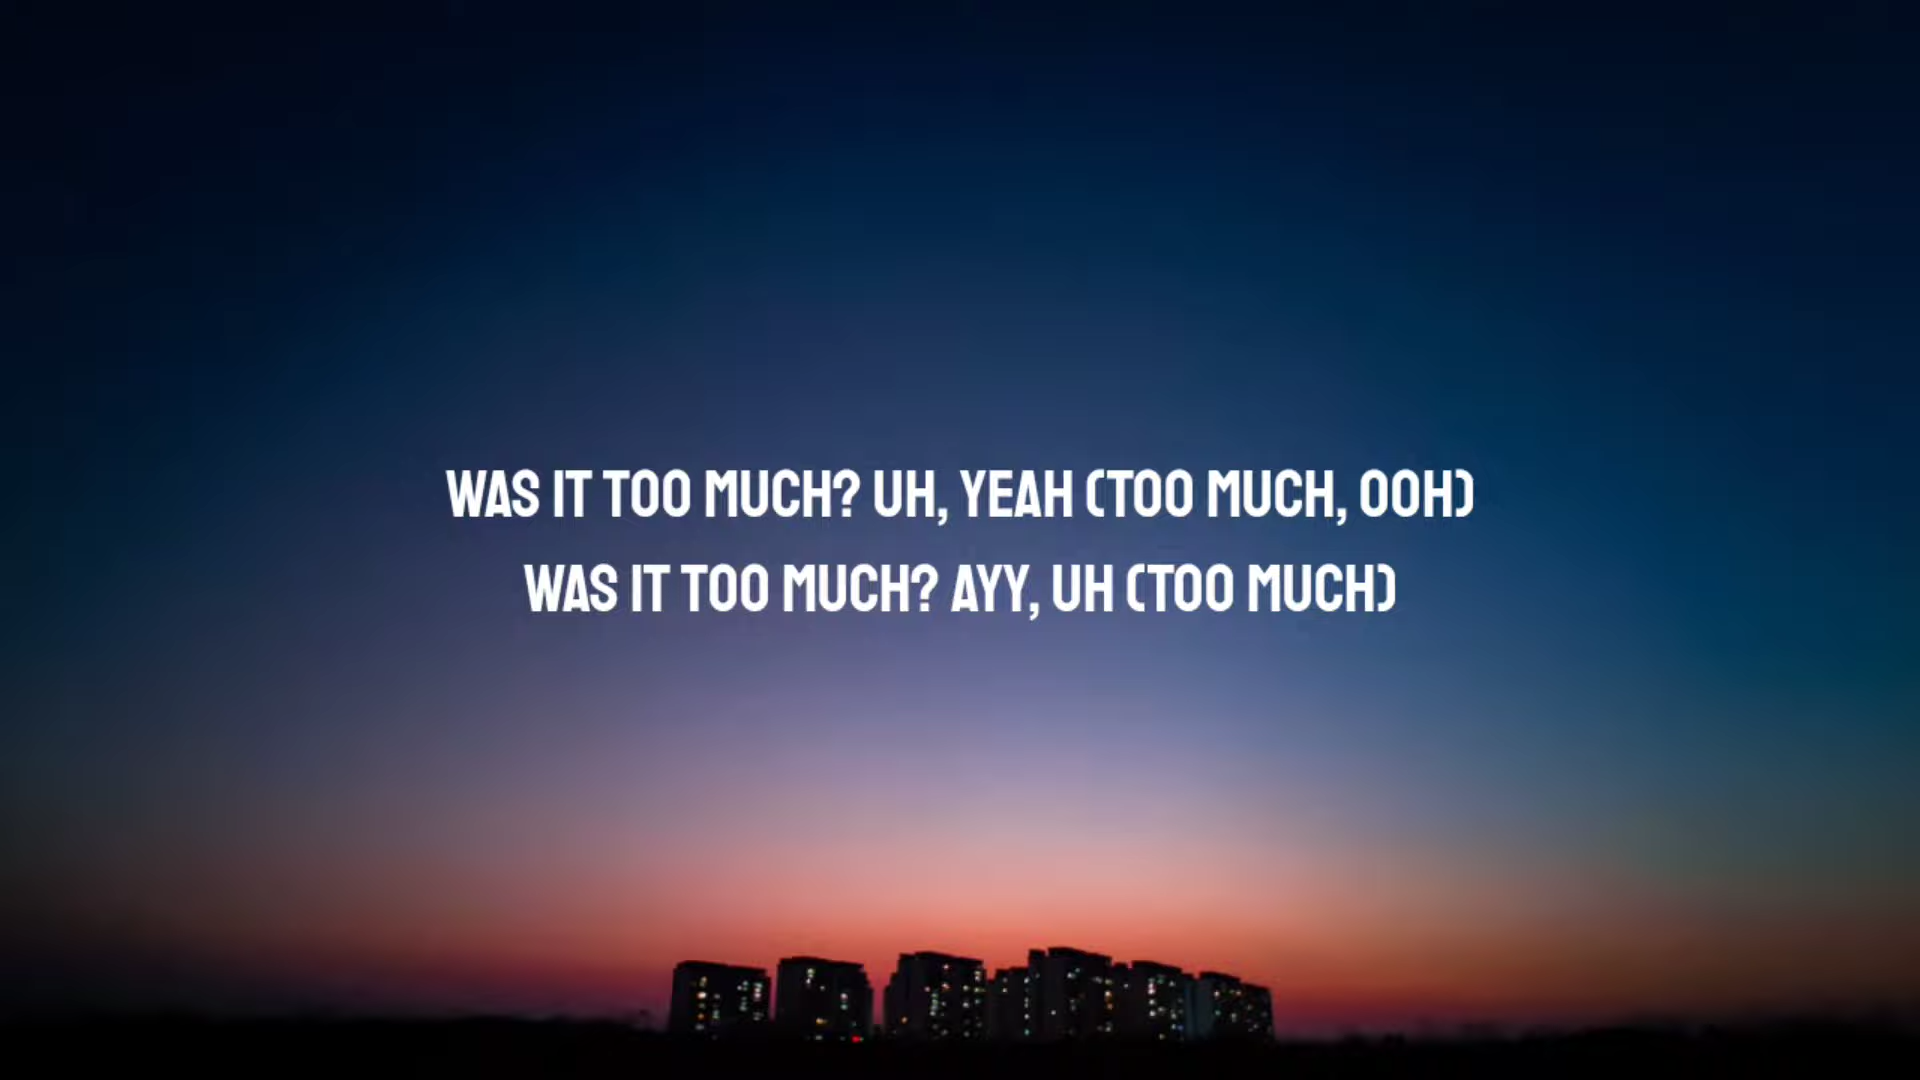 WAS IT TOO MUCH? UH, YEAH (TOO MUCH, OOH)
WAS IT TOO MUCH? AYY, UH (TOO MUCH)